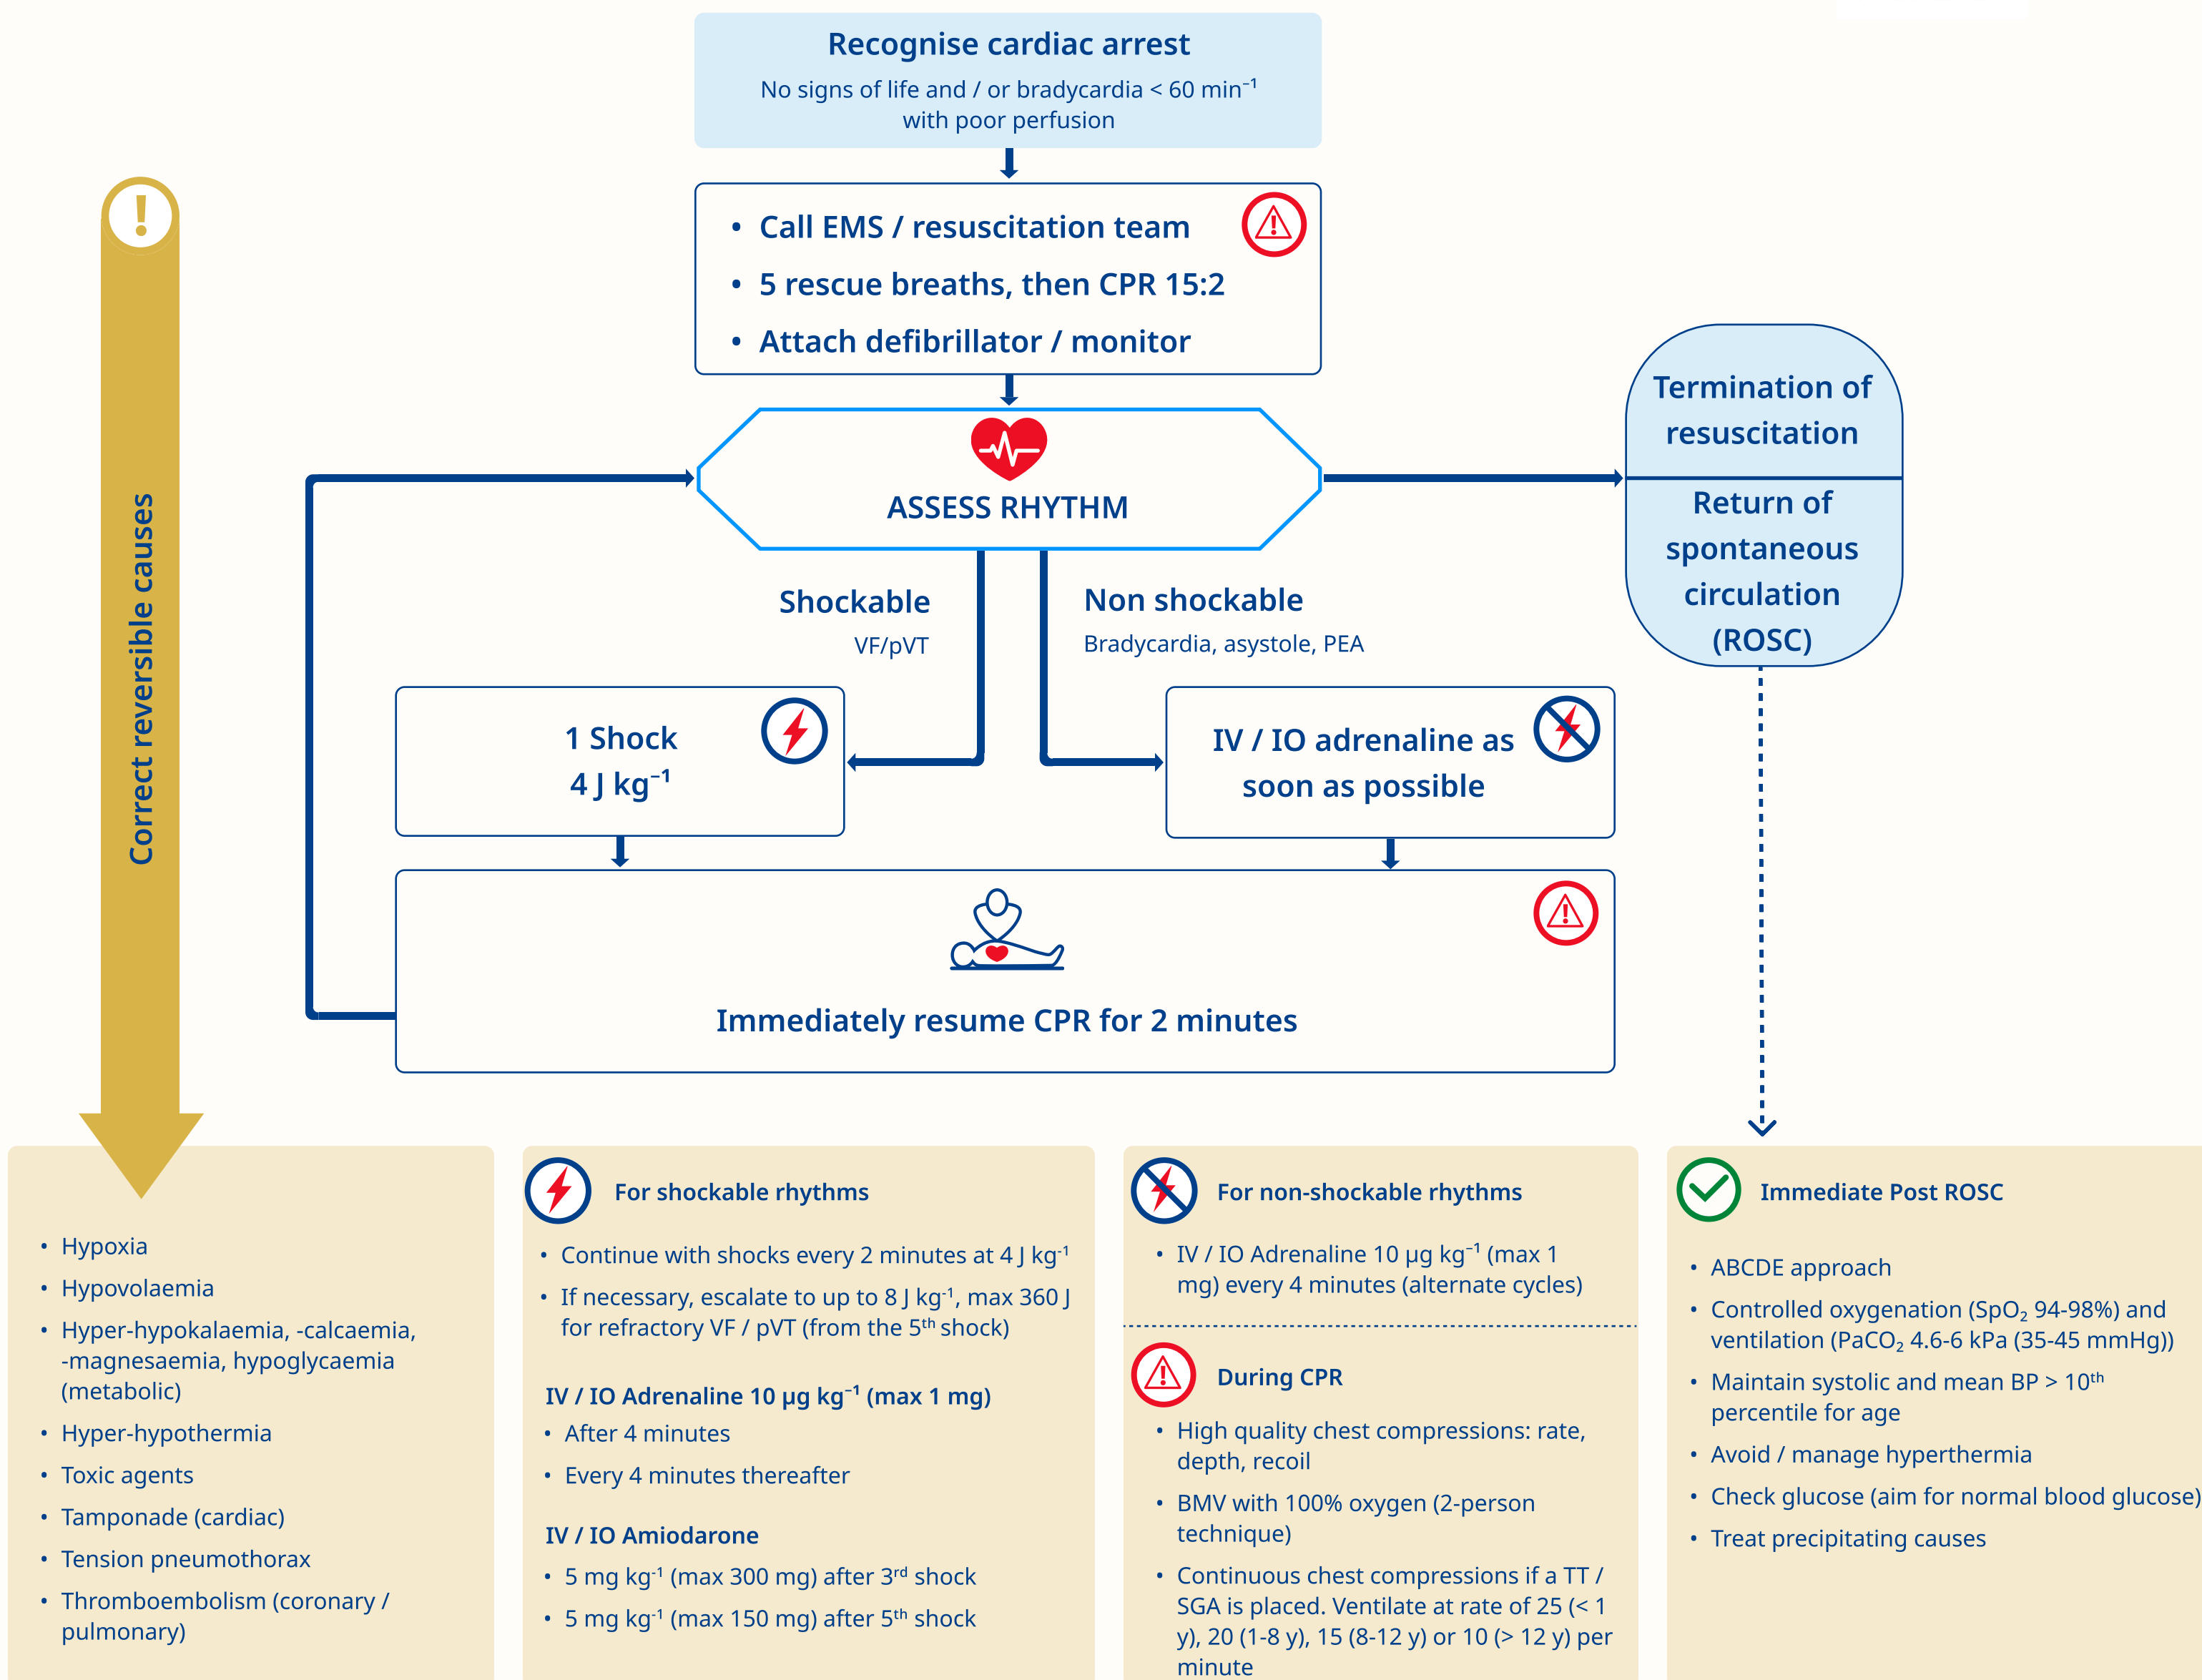 Recognise cardiac arrest
No signs of life and / or bradycardia < 60 min⁻¹
with poor perfusion
• Call EMS / resuscitation team
• 5 rescue breaths, then CPR 15:2
• Attach defibrillator / monitor
ASSESS RHYTHM
Termination of
resuscitation
Return of
spontaneous
circulation
(ROSC)
Shockable
VF/pVT
Non shockable
Bradycardia, asystole, PEA
1 Shock
4 J kg⁻¹
IV / IO adrenaline as
soon as possible
Immediately resume CPR for 2 minutes
Correct reversible causes
• Hypoxia
• Hypovolaemia
• Hyper-hypokalaemia, -calcaemia,
-magnesaemia, hypoglycaemia
(metabolic)
• Hyper-hypothermia
• Toxic agents
• Tamponade (cardiac)
• Tension pneumothorax
• Thromboembolism (coronary /
pulmonary)
For shockable rhythms
• Continue with shocks every 2 minutes at 4 J kg⁻¹
• If necessary, escalate to up to 8 J kg⁻¹, max 360 J
for refractory VF / pVT (from the 5ᵗʰ shock)
IV / IO Adrenaline 10 µg kg⁻¹ (max 1 mg)
• After 4 minutes
• Every 4 minutes thereafter
IV / IO Amiodarone
• 5 mg kg⁻¹ (max 300 mg) after 3ʳᵈ shock
• 5 mg kg⁻¹ (max 150 mg) after 5ᵗʰ shock
For non-shockable rhythms
• IV / IO Adrenaline 10 µg kg⁻¹ (max 1
mg) every 4 minutes (alternate cycles)
During CPR
• High quality chest compressions: rate,
depth, recoil
• BMV with 100% oxygen (2-person
technique)
• Continuous chest compressions if a TT /
SGA is placed. Ventilate at rate of 25 (< 1
y), 20 (1-8 y), 15 (8-12 y) or 10 (> 12 y) per
minute
Immediate Post ROSC
• ABCDE approach
• Controlled oxygenation (SpO₂ 94-98%) and
ventilation (PaCO₂ 4.6-6 kPa (35-45 mmHg))
• Maintain systolic and mean BP > 10ᵗʰ
percentile for age
• Avoid / manage hyperthermia
• Check glucose (aim for normal blood glucose)
• Treat precipitating causes